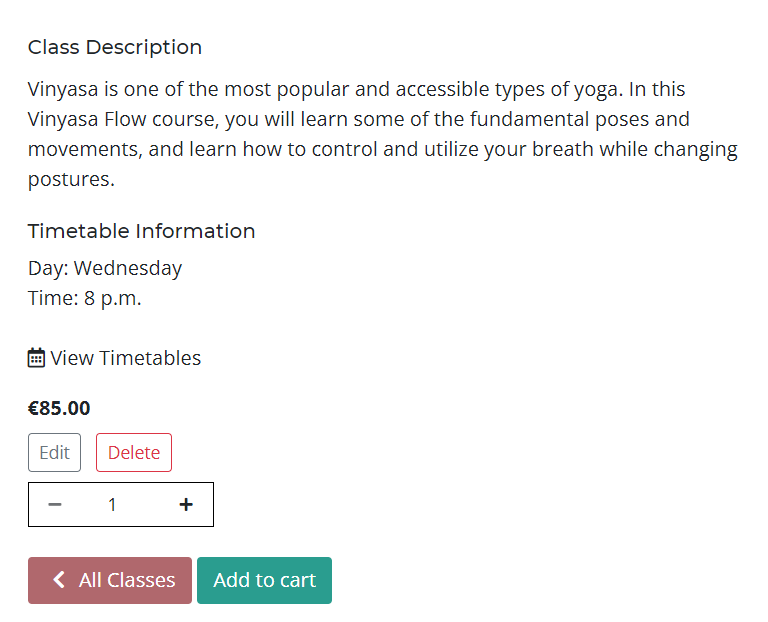 Class Description
Vinyasa is one of the most popular and accessible types of yoga. In this
Vinyasa Flow course, you will learn some of the fundamental poses and
movements, and learn how to control and utilize your breath while changing
postures.
Timetable Information
Day: Wednesday
Time: 8 p.m.
View Timetables
€85.00
Edit Delete
− 1 +
All Classes Add to cart